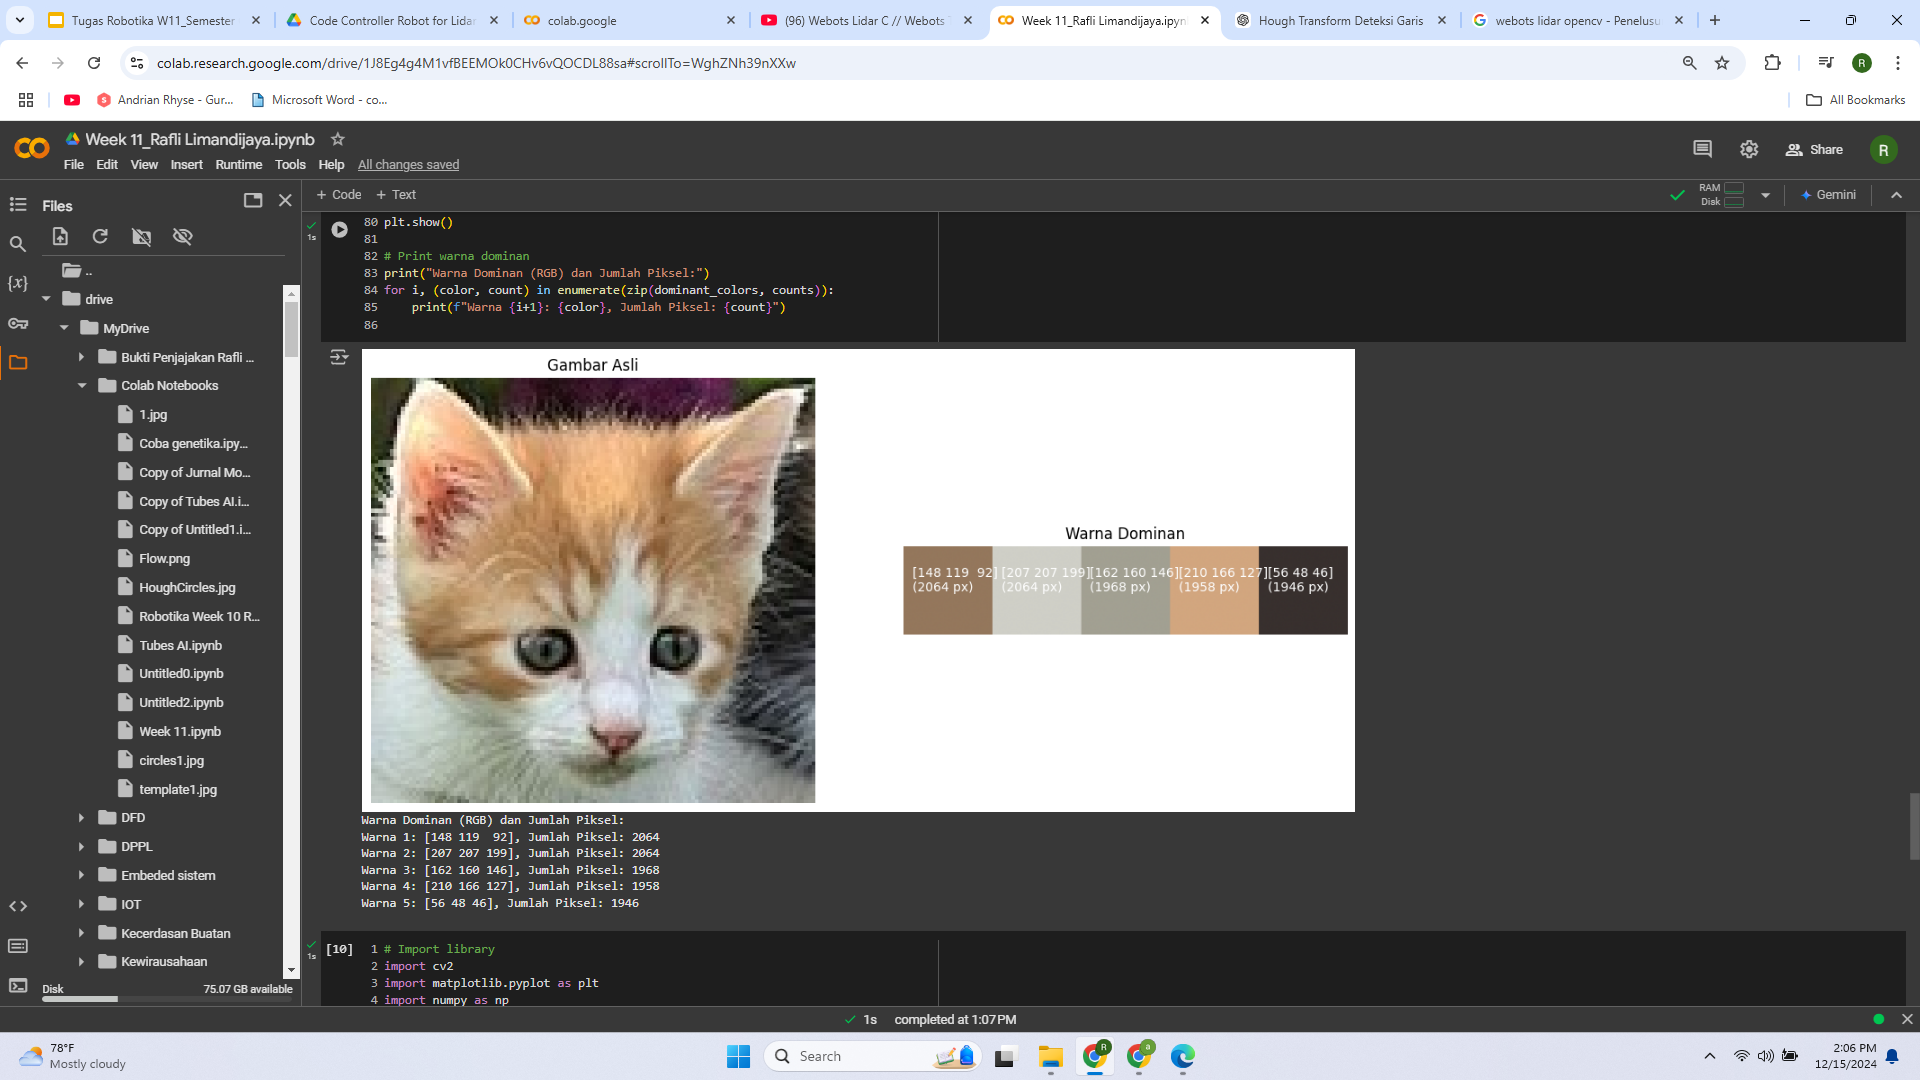 Tugas Robotika W11_Semester
Code Controller Robot for Lidar
colab.google
(96) Webots Lidar C // Webots
Week 11_Rafli Limandijaya.ipyn
Hough Transform Deteksi Garis
webots lidar opencv - Penelusu
colab.research.google.com/drive/1J8Eg4g4M1vfBEEMOk0CHv6vQOCDL88sa#scrollTo=WghZNh39nXXw
R
Andrian Rhyse - Gur...
Microsoft Word - co...
All Bookmarks
Week 11_Rafli Limandijaya.ipynb
File Edit View Insert Runtime Tools Help All changes saved
Share
R
Files
+ Code + Text
RAM
Disk
Gemini
..
drive
MyDrive
Bukti Penjajakan Rafli ...
Colab Notebooks
1.jpg
Coba genetika.ipy...
Copy of Jurnal Mo...
Copy of Tubes AI.i...
Copy of Untitled1.i...
Flow.png
HoughCircles.jpg
Robotika Week 10 R...
Tubes AI.ipynb
Untitled0.ipynb
Untitled2.ipynb
Week 11.ipynb
circles1.jpg
template1.jpg
DFD
DPPL
Embeded sistem
IOT
Kecerdasan Buatan
Kewirausahaan
Disk 75.07 GB available
1s
80 plt.show()
81
82 # Print warna dominan
83 print("Warna Dominan (RGB) dan Jumlah Piksel:")
84 for i, (color, count) in enumerate(zip(dominant_colors, counts)):
85 print(f"Warna {i+1}: {color}, Jumlah Piksel: {count}")
86
Gambar Asli
Warna Dominan
[148 119 92] [207 207 199] [162 160 146] [210 166 127] [56 48 46]
(2064 px) (2064 px) (1968 px) (1958 px) (1946 px)
Warna Dominan (RGB) dan Jumlah Piksel:
Warna 1: [148 119 92], Jumlah Piksel: 2064
Warna 2: [207 207 199], Jumlah Piksel: 2064
Warna 3: [162 160 146], Jumlah Piksel: 1968
Warna 4: [210 166 127], Jumlah Piksel: 1958
Warna 5: [56 48 46], Jumlah Piksel: 1946
1s
[10] 1 # Import library
2 import cv2
3 import matplotlib.pyplot as plt
4 import numpy as np
1s completed at 1:07 PM
78°F
Mostly cloudy
Search
R
a
2:06 PM
12/15/2024